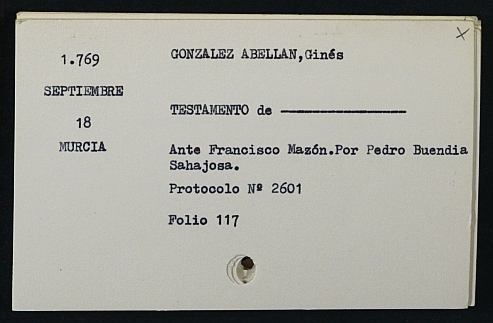 1.769
SEPTIEMBRE
18
MURCIA
GONZALEZ ABELLAN,Ginés
TESTAMENTO de ————————
Ante Francisco Mazón.Por Pedro Buendia
Sahajosa.
Protocolo Nº 2601
Folio 117
X